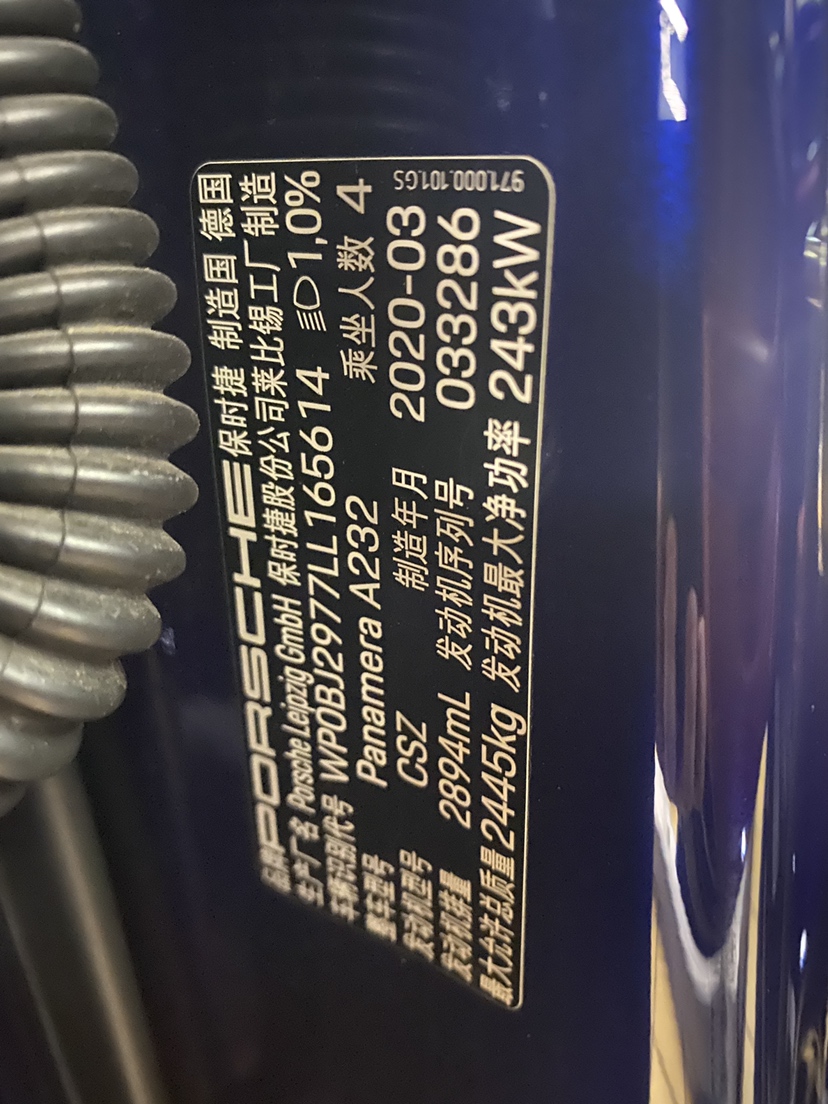 品牌 PORSCHE 保时捷 制造国 德国
生产厂名 Porsche Leipzig GmbH 保时捷股份公司莱比锡工厂制造
车辆识别代号 WP0BJ2977LL165614 1,0%
整车型号 Panamera A232 乘坐人数 4
发动机型号 CSZ 制造年月 2020-03
发动机排量 2894mL 发动机序列号 033286
最大允许总质量 2445kg 发动机最大净功率 243kW
971.000.101.GS